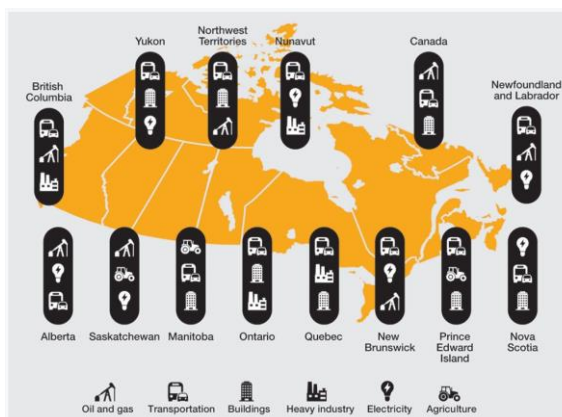 Yukon
Northwest
Territories
Nunavut
Canada
British
Columbia
Newfoundland
and Labrador
Alberta
Saskatchewan
Manitoba
Ontario
Quebec
New
Brunswick
Prince
Edward
Island
Nova
Scotia
Oil and gas
Transportation
Buildings
Heavy industry
Electricity
Agriculture